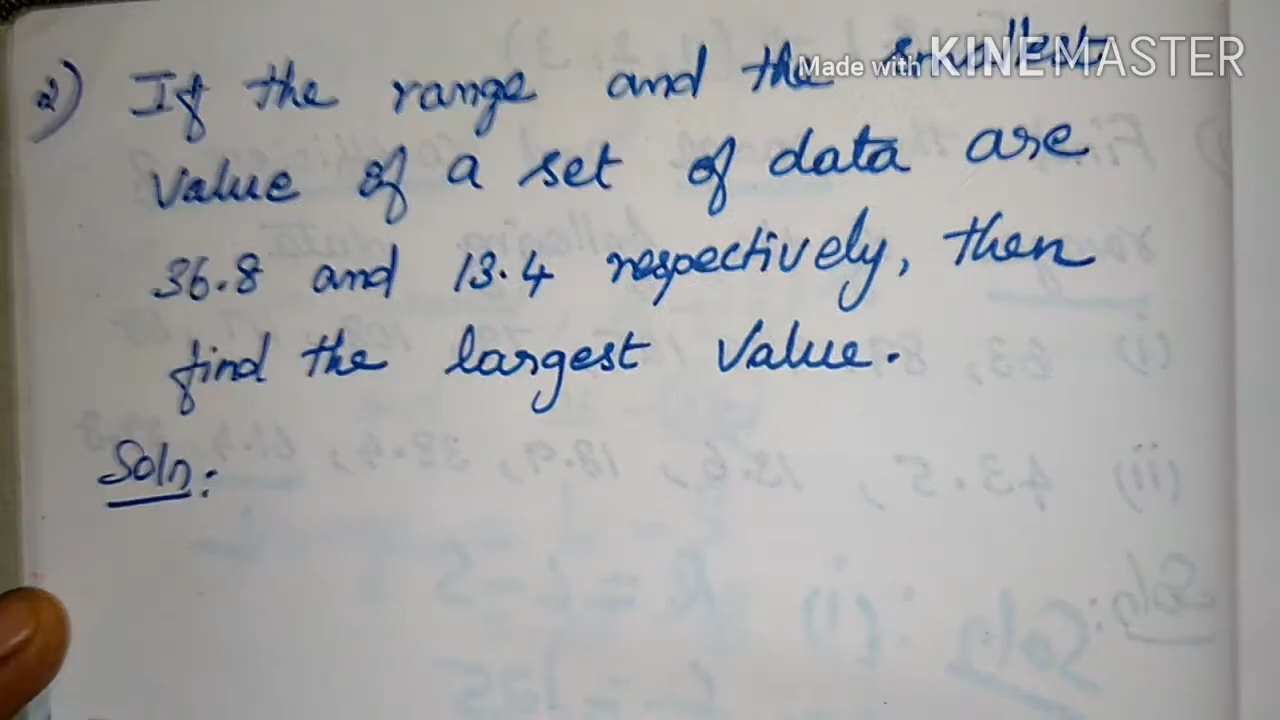 2) If the range and the smallest
Made with KINEMASTER
value of a set of data are
36.8 and 13.4 respectively, then
find the largest value.
Soln: